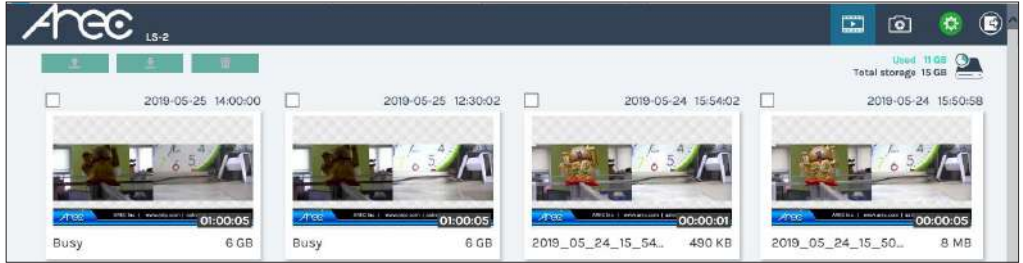 Arec LS-2
Used 11 GB
Total storage 15 GB
2019-05-25 14:00:00
2019-05-25 12:30:02
2019-05-24 15:54:02
2019-05-24 15:50:58
01:00:05
01:00:05
00:00:01
00:00:05
Busy 6 GB
Busy 6 GB
2019_05_24_15_54... 490 KB
2019_05_24_15_50... 8 MB